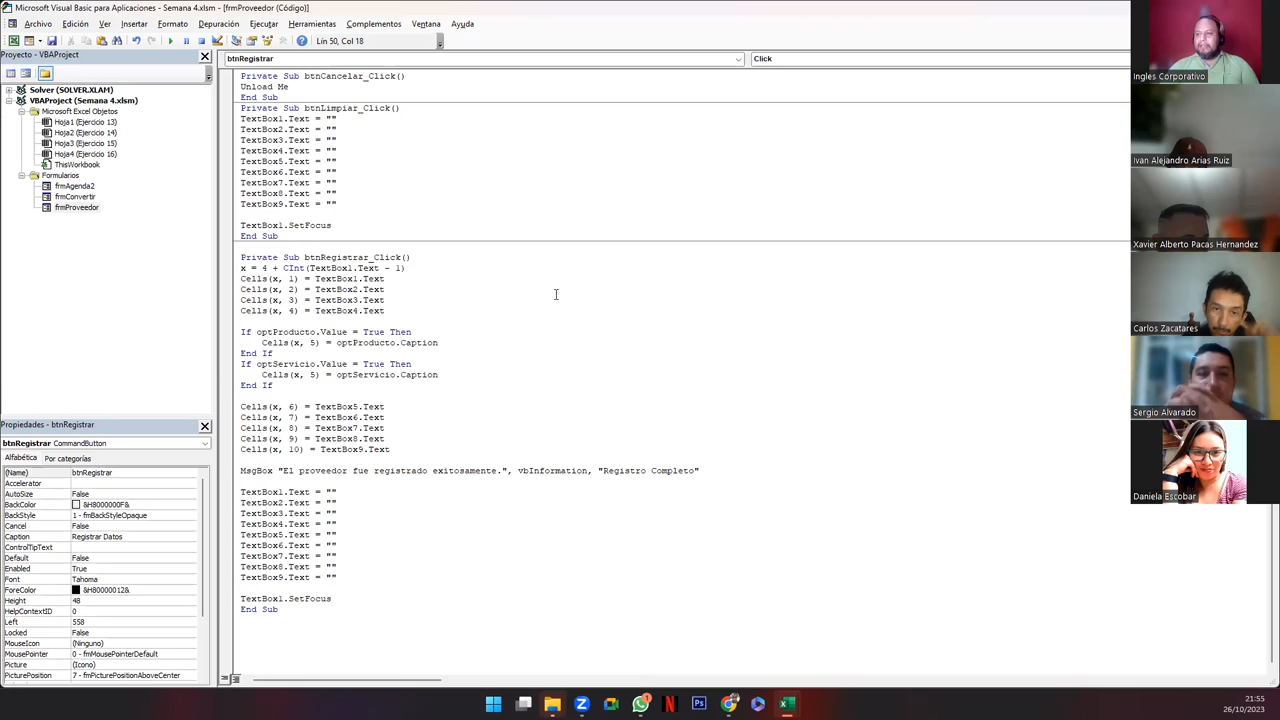 Microsoft Visual Basic para Aplicaciones - Semana 4.xlsm - [frmProveedor (Código)]
Archivo Edición Ver Insertar Formato Depuración Ejecutar Herramientas Complementos Ventana Ayuda
Lín 50, Col 18
Proyecto - VBAProject
Solver (SOLVER.XLAM)
VBAProject (Semana 4.xlsm)
Microsoft Excel Objetos
Hoja1 (Ejercicio 13)
Hoja2 (Ejercicio 14)
Hoja3 (Ejercicio 15)
Hoja4 (Ejercicio 16)
ThisWorkbook
Formularios
frmAgenda2
frmConvertir
frmProveedor
Propiedades - btnRegistrar
btnRegistrar CommandButton
Alfabética Por categorías
(Name) btnRegistrar
Accelerator
AutoSize False
BackColor &H8000000F&
BackStyle 1 - fmBackStyleOpaque
Cancel False
Caption Registrar Datos
ControlTipText
Default False
Enabled True
Font Tahoma
ForeColor &H80000012&
Height 48
HelpContextID 0
Left 558
Locked False
MouseIcon (Ninguno)
MousePointer 0 - fmMousePointerDefault
Picture (Icono)
PicturePosition 7 - fmPicturePositionAboveCenter
btnRegistrar Click
Private Sub btnCancelar_Click()
Unload Me
End Sub
Private Sub btnLimpiar_Click()
TextBox1.Text = ""
TextBox2.Text = ""
TextBox3.Text = ""
TextBox4.Text = ""
TextBox5.Text = ""
TextBox6.Text = ""
TextBox7.Text = ""
TextBox8.Text = ""
TextBox9.Text = ""
TextBox1.SetFocus
End Sub
Private Sub btnRegistrar_Click()
x = 4 + CInt(TextBox1.Text - 1)
Cells(x, 1) = TextBox1.Text
Cells(x, 2) = TextBox2.Text
Cells(x, 3) = TextBox3.Text
Cells(x, 4) = TextBox4.Text
If optProducto.Value = True Then
Cells(x, 5) = optProducto.Caption
End If
If optServicio.Value = True Then
Cells(x, 5) = optServicio.Caption
End If
Cells(x, 6) = TextBox5.Text
Cells(x, 7) = TextBox6.Text
Cells(x, 8) = TextBox7.Text
Cells(x, 9) = TextBox8.Text
Cells(x, 10) = TextBox9.Text
MsgBox "El proveedor fue registrado exitosamente.", vbInformation, "Registro Completo"
TextBox1.Text = ""
TextBox2.Text = ""
TextBox3.Text = ""
TextBox4.Text = ""
TextBox5.Text = ""
TextBox6.Text = ""
TextBox7.Text = ""
TextBox8.Text = ""
TextBox9.Text = ""
TextBox1.SetFocus
End Sub
Ingles Corporativo
Ivan Alejandro Arias Ruiz
Xavier Alberto Pacas Hernandez
Carlos Zacatares
Sergio Alvarado
Daniela Escobar
21:55
26/10/2023